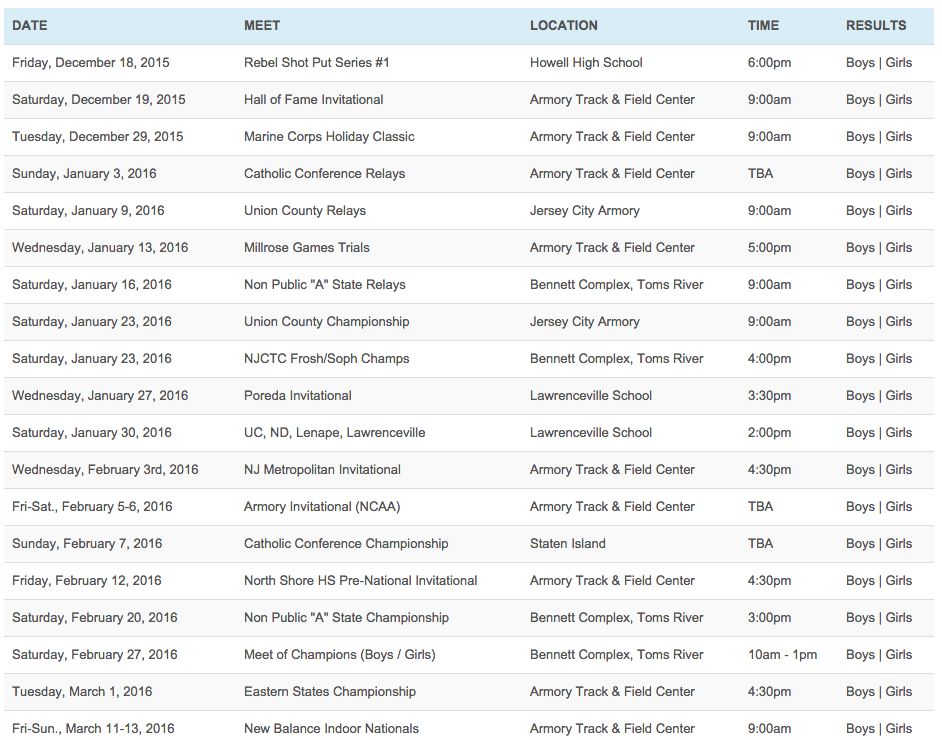 DATE MEET LOCATION TIME RESULTS
Friday, December 18, 2015 Rebel Shot Put Series #1 Howell High School 6:00pm Boys | Girls
Saturday, December 19, 2015 Hall of Fame Invitational Armory Track & Field Center 9:00am Boys | Girls
Tuesday, December 29, 2015 Marine Corps Holiday Classic Armory Track & Field Center 9:00am Boys | Girls
Sunday, January 3, 2016 Catholic Conference Relays Armory Track & Field Center TBA Boys | Girls
Saturday, January 9, 2016 Union County Relays Jersey City Armory 9:00am Boys | Girls
Wednesday, January 13, 2016 Millrose Games Trials Armory Track & Field Center 5:00pm Boys | Girls
Saturday, January 16, 2016 Non Public "A" State Relays Bennett Complex, Toms River 9:00am Boys | Girls
Saturday, January 23, 2016 Union County Championship Jersey City Armory 9:00am Boys | Girls
Saturday, January 23, 2016 NJCTC Frosh/Soph Champs Bennett Complex, Toms River 4:00pm Boys | Girls
Wednesday, January 27, 2016 Poreda Invitational Lawrenceville School 3:30pm Boys | Girls
Saturday, January 30, 2016 UC, ND, Lenape, Lawrenceville Lawrenceville School 2:00pm Boys | Girls
Wednesday, February 3rd, 2016 NJ Metropolitan Invitational Armory Track & Field Center 4:30pm Boys | Girls
Fri-Sat., February 5-6, 2016 Armory Invitational (NCAA) Armory Track & Field Center TBA Boys | Girls
Sunday, February 7, 2016 Catholic Conference Championship Staten Island TBA Boys | Girls
Friday, February 12, 2016 North Shore HS Pre-National Invitational Armory Track & Field Center 4:30pm Boys | Girls
Saturday, February 20, 2016 Non Public "A" State Championship Bennett Complex, Toms River 3:00pm Boys | Girls
Saturday, February 27, 2016 Meet of Champions (Boys / Girls) Bennett Complex, Toms River 10am - 1pm Boys | Girls
Tuesday, March 1, 2016 Eastern States Championship Armory Track & Field Center 4:30pm Boys | Girls
Fri-Sun., March 11-13, 2016 New Balance Indoor Nationals Armory Track & Field Center 9:00am Boys | Girls